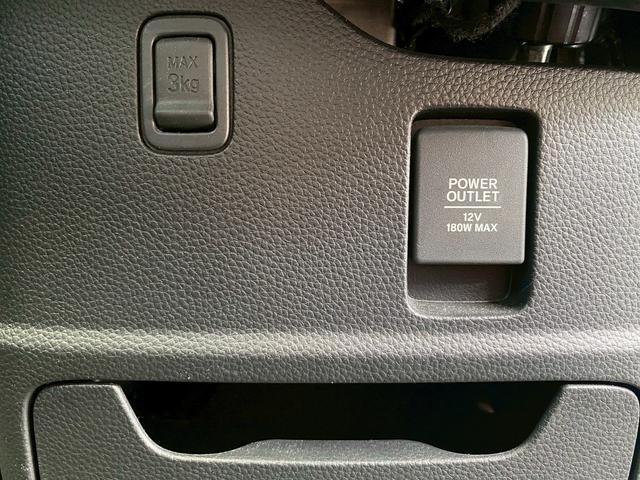 MAX
3kg
POWER
OUTLET
12V
180W MAX